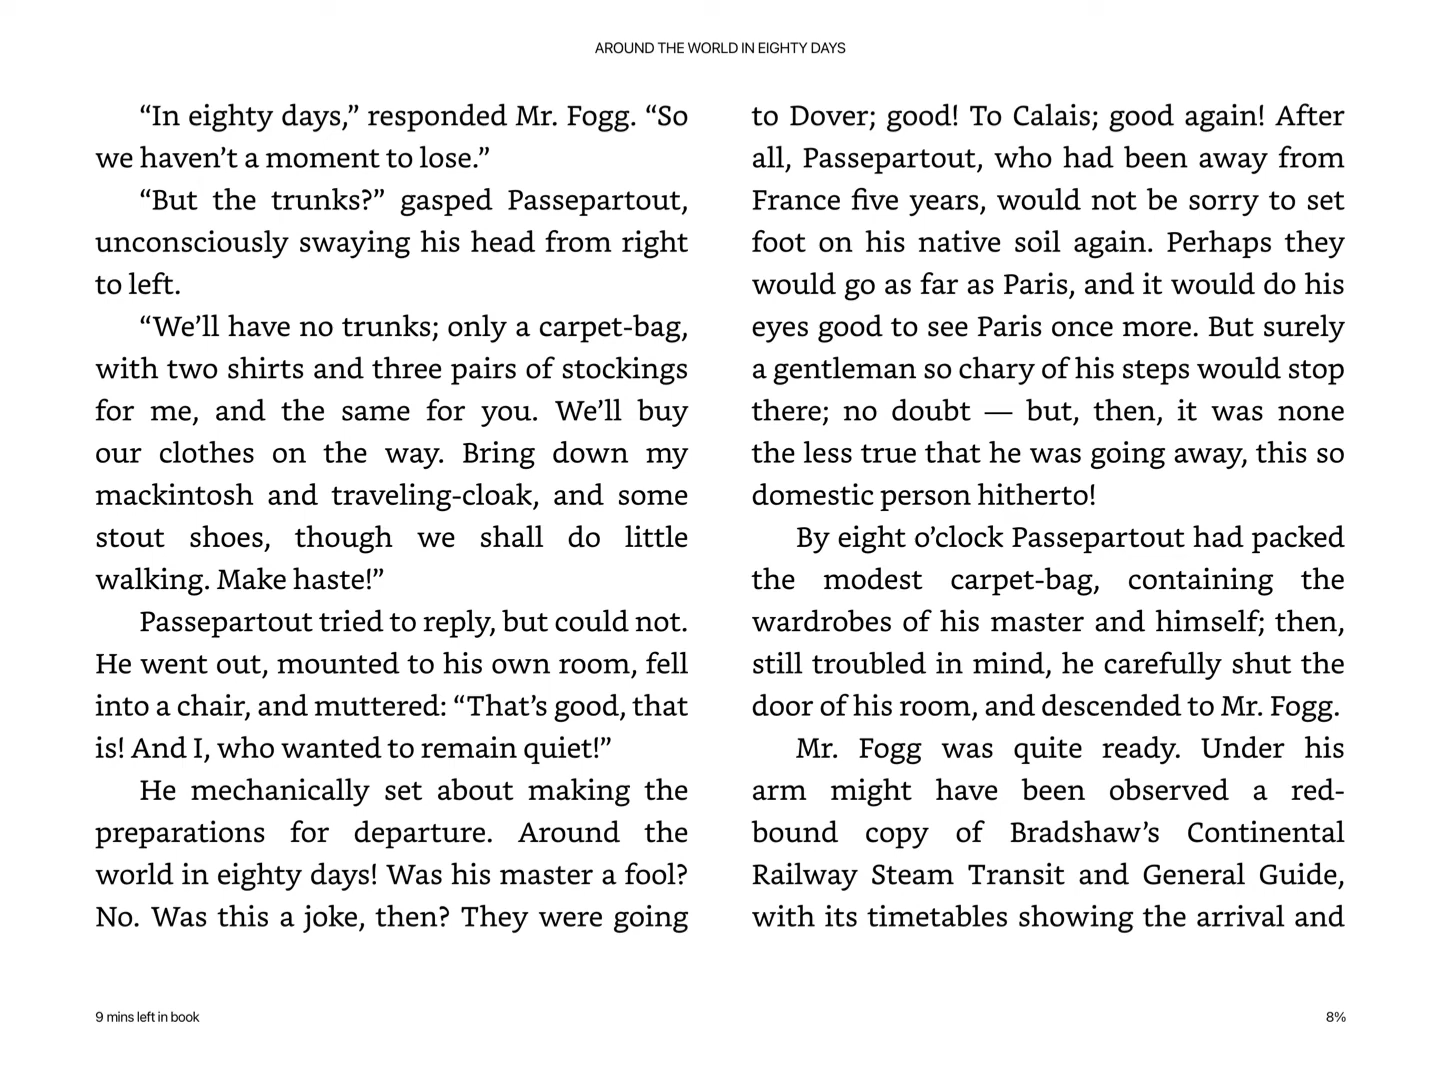 AROUND THE WORLD IN EIGHTY DAYS
“In eighty days,” responded Mr. Fogg. “So
we haven’t a moment to lose.”
“But the trunks?” gasped Passepartout,
unconsciously swaying his head from right
to left.
“We’ll have no trunks; only a carpet-bag,
with two shirts and three pairs of stockings
for me, and the same for you. We’ll buy
our clothes on the way. Bring down my
mackintosh and traveling-cloak, and some
stout shoes, though we shall do little
walking. Make haste!”
Passepartout tried to reply, but could not.
He went out, mounted to his own room, fell
into a chair, and muttered: “That’s good, that
is! And I, who wanted to remain quiet!”
He mechanically set about making the
preparations for departure. Around the
world in eighty days! Was his master a fool?
No. Was this a joke, then? They were going
to Dover; good! To Calais; good again! After
all, Passepartout, who had been away from
France five years, would not be sorry to set
foot on his native soil again. Perhaps they
would go as far as Paris, and it would do his
eyes good to see Paris once more. But surely
a gentleman so chary of his steps would stop
there; no doubt — but, then, it was none
the less true that he was going away, this so
domestic person hitherto!
By eight o’clock Passepartout had packed
the modest carpet-bag, containing the
wardrobes of his master and himself; then,
still troubled in mind, he carefully shut the
door of his room, and descended to Mr. Fogg.
Mr. Fogg was quite ready. Under his
arm might have been observed a red-
bound copy of Bradshaw’s Continental
Railway Steam Transit and General Guide,
with its timetables showing the arrival and
9 mins left in book
8%